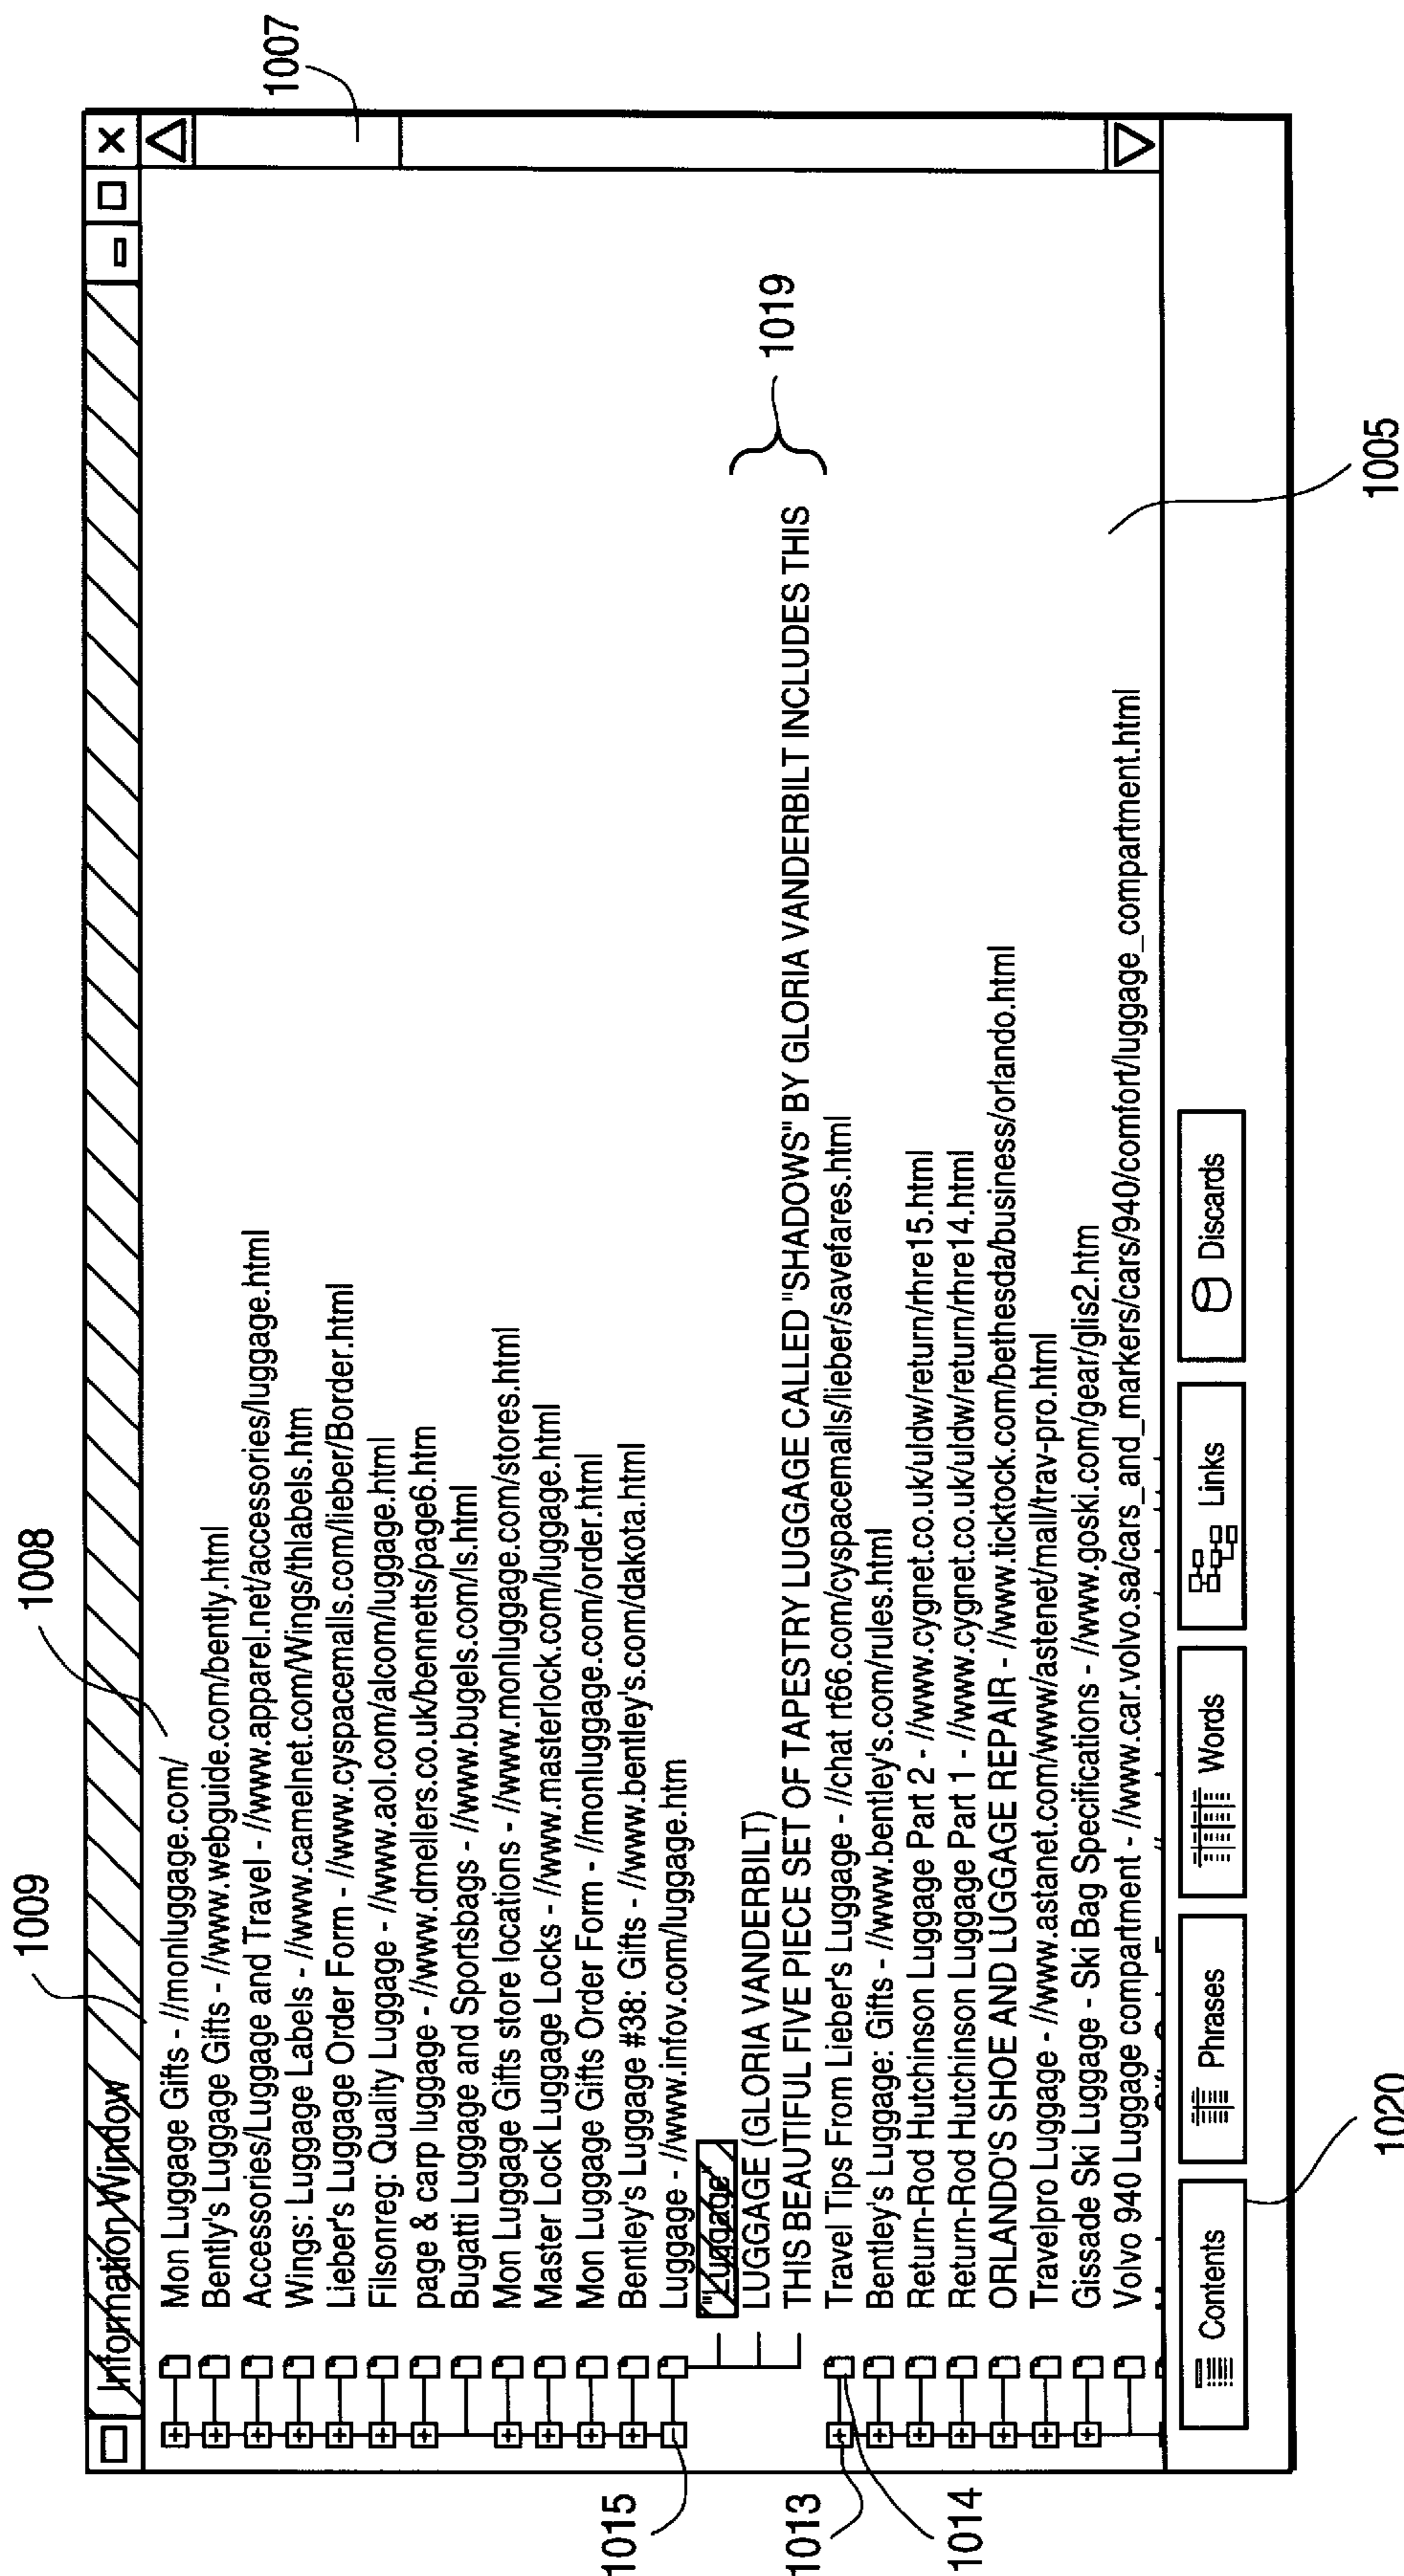 1007
1009
1008
Information Window
Mon Luggage Gifts - //monluggage.com/
Bently's Luggage Gifts - //www.webguide.com/bently.html
Accessories/Luggage and Travel - //www.apparel.net/accessories/luggage.html
Wings: Luggage Labels - //www.camelnet.com/Wings/thlabels.htm
Lieber's Luggage Order Form - //www.cyspacemalls.com/lieber/Border.html
Filsonreg: Quality Luggage - //www.aol.com/alcom/luggage.html
page & carp luggage - //www.dmellers.co.uk/bennetts/page6.htm
Bugatti Luggage and Sportsbags - //www.bugels.com/ls.html
Mon Luggage Gifts store locations - //www.monluggage.com/stores.html
Master Lock Luggage Locks - //www.masterlock.com/luggage.html
Mon Luggage Gifts Order Form - //monluggage.com/order.html
Bentley's Luggage #38: Gifts - //www.bentley's.com/dakota.html
1015
Luggage - //www.infov.com/luggage.htm
"Luggage"
LUGGAGE (GLORIA VANDERBILT)
THIS BEAUTIFUL FIVE PIECE SET OF TAPESTRY LUGGAGE CALLED "SHADOWS" BY GLORIA VANDERBILT INCLUDES THIS
1019
1013
Travel Tips From Lieber's Luggage - //chat rt66.com/cyspacemalls/lieber/savefares.html
Bentley's Luggage: Gifts - //www.bentley's.com/rules.html
Return-Rod Hutchinson Luggage Part 2 - //www.cygnet.co.uk/uldw/return/rhre15.html
1014
Return-Rod Hutchinson Luggage Part 1 - //www.cygnet.co.uk/uldw/return/rhre14.html
ORLANDO'S SHOE AND LUGGAGE REPAIR - //www.ticktock.com/bethesda/business/orlando.html
Travelpro Luggage - //www.astanet.com/www/astenet/mall/trav-pro.html
Gissade Ski Luggage - Ski Bag Specifications - //www.goski.com/gear/glis2.htm
Volvo 940 Luggage compartment - //www.car.volvo.sa/cars_and_markers/cars/940/comfort/luggage_compartment.html
Contents Phrases Words Links Discards
1005
1020